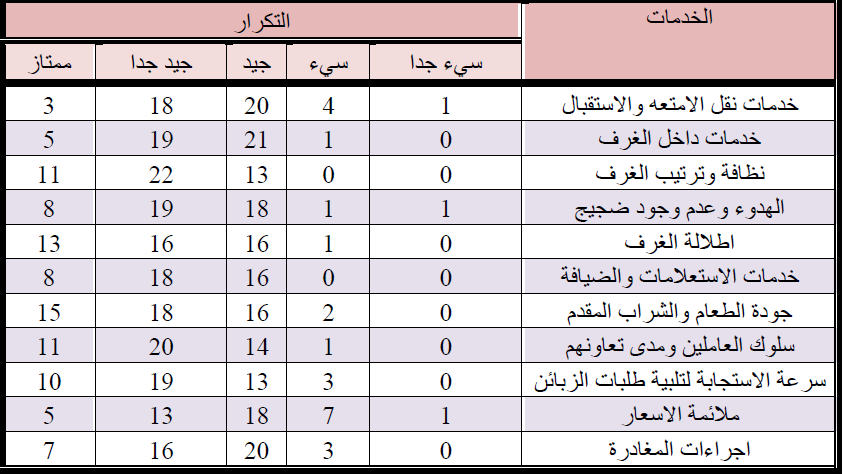 الخدمات التكرار
سيء جدا سيء جيد جيد جدا ممتاز
خدمات نقل الامتعه والاستقبال 1 4 20 18 3
خدمات داخل الغرف 0 1 21 19 5
نظافة وترتيب الغرف 0 0 13 22 11
الهدوء وعدم وجود ضجيج 1 1 18 19 8
اطلالة الغرف 0 1 16 16 13
خدمات الاستعلامات والضيافة 0 0 16 18 8
جودة الطعام والشراب المقدم 0 2 16 18 15
سلوك العاملين ومدى تعاونهم 0 1 14 20 11
سرعة الاستجابة لتلبية طلبات الزبائن 0 3 13 19 10
ملائمة الاسعار 1 7 18 13 5
اجراءات المغادرة 0 3 20 16 7